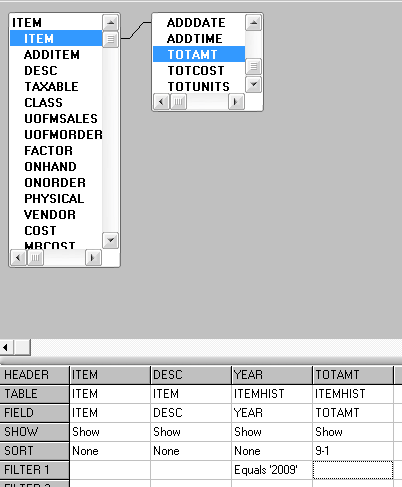 ITEM
ITEM
ADDITEM
DESC
TAXABLE
CLASS
UOFMSALES
UOFMORDER
FACTOR
ONHAND
ONORDER
PHYSICAL
VENDOR
COST
MRCOST
ADDDATE
ADDTIME
TOTAMT
TOTCOST
TOTUNITS
HEADER ITEM DESC YEAR TOTAMT
TABLE ITEM ITEM ITEMHIST ITEMHIST
FIELD ITEM DESC YEAR TOTAMT
SHOW Show Show Show Show
SORT None None None 9-1
FILTER 1 Equals '2009'
FILTER 2